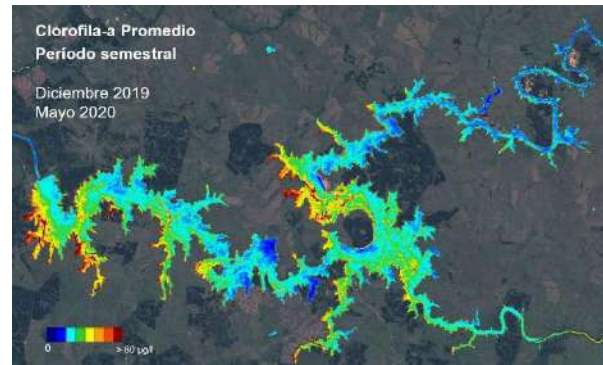 Clorofila-a Promedio
Período semestral
Diciembre 2019
Mayo 2020
0
> 80 µg/l